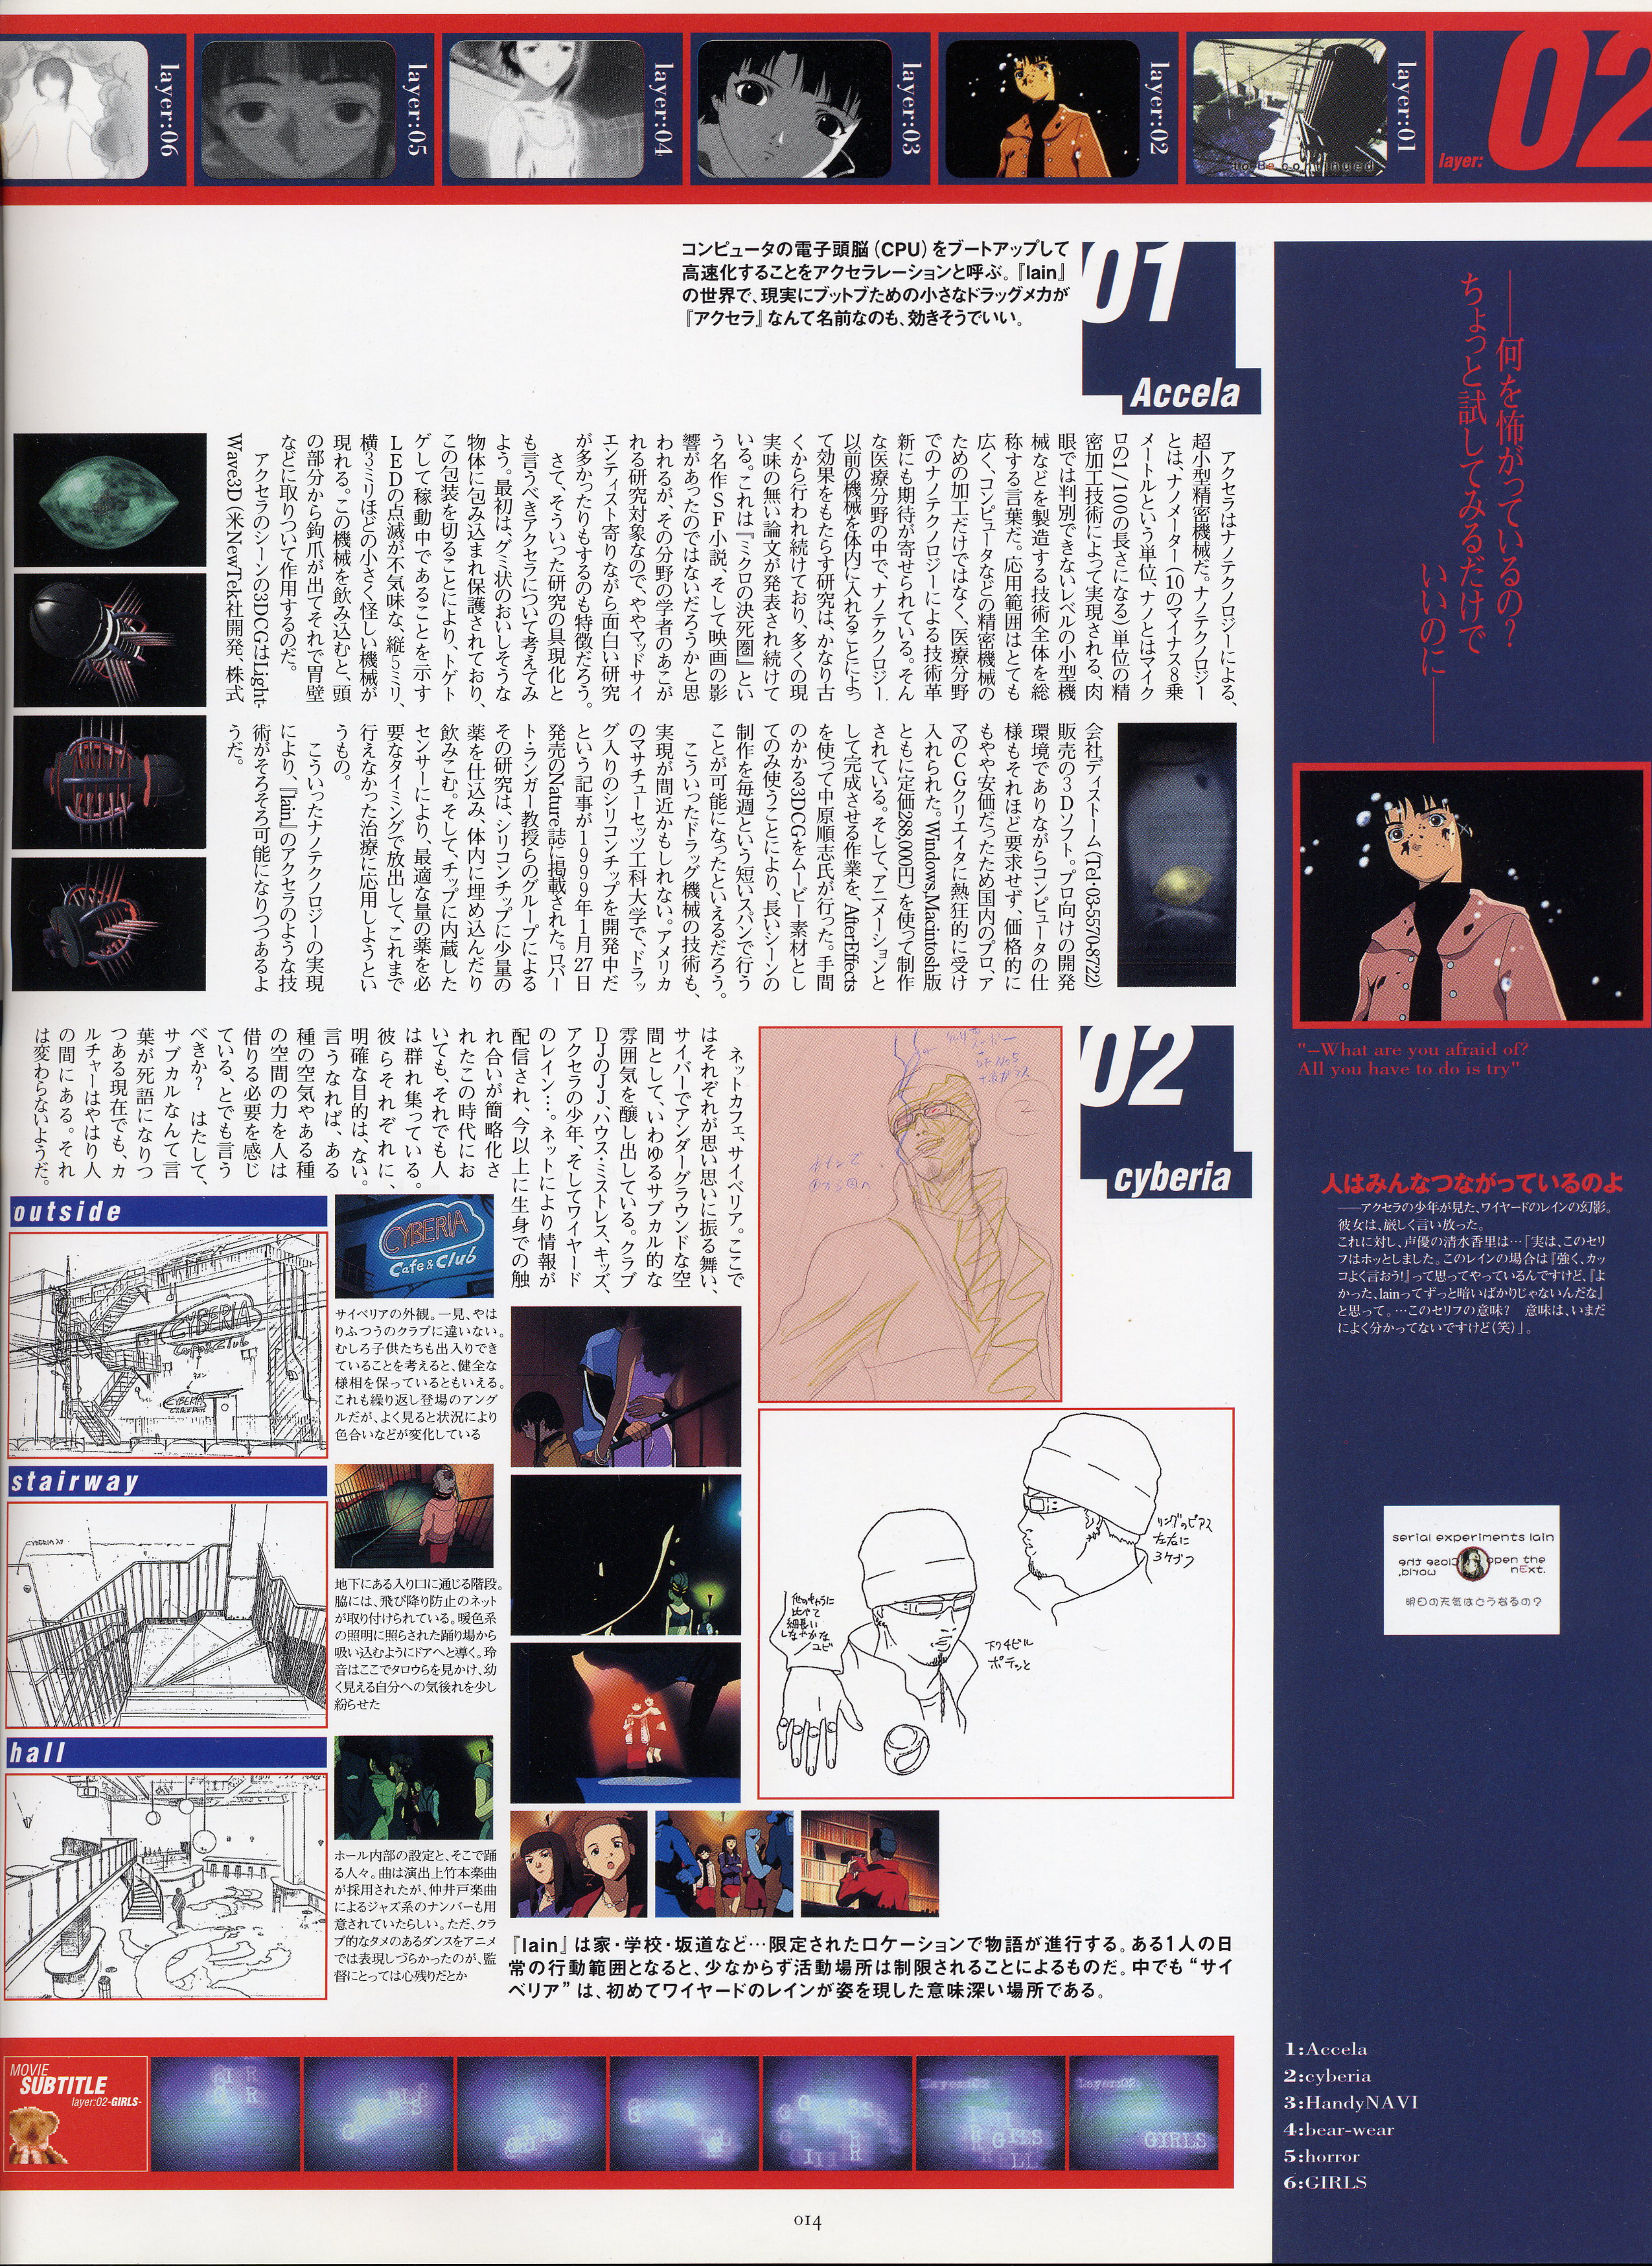 layer:06
layer:05
layer:04
layer:03
layer:02
layer:01
To Be continued
layer:
02
――何を怖がっているの?
ちょっと試してみるだけで
いいのに――
"–What are you afraid of?
All you have to do is try"
人はみんなつながっているのよ
――アクセラの少年が見た、ワイヤードのレインの幻影。
彼女は、厳しく言い放った。
これに対し、声優の清水香里は…「実は、このセリ
フはホッとしました。このレインの場合は『強く、カッ
コよく言おう!』って思ってやっているんですけど、『よ
かった、lainってずっと暗いばかりじゃないんだな』
と思って。…このセリフの意味?　意味は、いまだ
によく分かってないですけど(笑)」。
serial experiments lain
close the world,
open the nExt.
明日の天気はどうなるの?
1:Accela
2:cyberia
3:HandyNAVI
4:bear-wear
5:horror
6:GIRLS
01
Accela
コンピュータの電子頭脳(CPU)をブートアップして
高速化することをアクセラレーションと呼ぶ。『lain』
の世界で、現実にブットブための小さなドラッグメカが
『アクセラ』なんて名前なのも、効きそうでいい。
アクセラはナノテクノロジーによる、
超小型精密機械だ。ナノテクノロジー
とは、ナノメーター(10のマイナス8乗
メートルという単位、ナノとはマイク
ロの1/100の長さになる)単位の精
密加工技術によって実現される、肉
眼では判別できないレベルの小型機
械などを製造する技術全体を総
称する言葉だ。応用範囲はとても
広く、コンピュータなどの精密機械の
ための加工だけではなく、医療分野
でのナノテクノロジーによる技術革
新にも期待が寄せられている。そん
な医療分野の中で、ナノテクノロジー
以前の機械を体内に入れることによっ
て効果をもたらす研究は、かなり古
くから行われ続けており、多くの現
実味の無い論文が発表され続けて
いる。これは『ミクロの決死圏』とい
う名作SF小説、そして映画の影
響があったのではないだろうかと思
われるが、その分野の学者のあこが
れる研究対象なので、ややマッドサイ
エンティスト寄りながら面白い研究
が多かったりもするのも特徴だろう。
さて、そういった研究の具現化と
も言うべきアクセラについて考えてみ
よう。最初は、グミ状のおいしそうな
物体に包み込まれ保護されており、
この包装を切ることにより、トゲト
ゲして稼動中であることを示す
LEDの点滅が不気味な、縦5ミリ、
横3ミリほどの小さく怪しい機械が
現れる。この機械を飲み込むと、頭
の部分から鉤爪が出てそれで胃壁
などに取りついて作用するのだ。
アクセラのシーンの3DCGはLight-
Wave3D(米NewTek社開発、株式
会社ディストーム(Tel・03-5570-8722)
販売の3Dソフト。プロ向けの開発
環境でありながらコンピュータの仕
様もそれほど要求せず、価格的に
もやや安価だったため国内のプロ、ア
マのCGクリエイタに熱狂的に受け
入れられた。Windows,Macintosh版
ともに定価288,000円)を使って制作
されている。そして、アニメーションと
して完成させる作業を、AfterEffects
を使って中原順志氏が行った。手間
のかかる3DCGをムービー素材とし
てのみ使うことにより、長いシーンの
制作を毎週という短いスパンで行う
ことが可能になったといえるだろう。
こういったドラッグ機械の技術も、
実現が間近かもしれない。アメリカ
のマサチューセッツ工科大学で、ドラッ
グ入りのシリコンチップを開発中だ
という記事が1999年1月27日
発売のNature誌に掲載された。ロバー
ト・ランガー教授らのグループによる
その研究は、シリコンチップに少量の
薬を仕込み、体内に埋め込んだり
飲みこむ。そして、チップに内蔵した
センサーにより、最適な量の薬を必
要なタイミングで放出して、これまで
行えなかった治療に応用しようとい
うもの。
こういったナノテクノロジーの実現
により、『lain』のアクセラのような技
術がそろそろ可能になりつつあるよ
うだ。
02
cyberia
ネットカフェ、サイベリア。ここで
はそれぞれが思い思いに振る舞い、
サイバーでアンダーグラウンドな空
間として、いわゆるサブカル的な
雰囲気を醸し出している。クラブ
DJのJJ、ハウス・ミストレス、キッズ、
アクセラの少年、そしてワイヤード
のレイン…。ネットにより情報が
配信され、今以上に生身での触
れ合いが簡略化さ
れたこの時代にお
いても、それでも人
は群れ集っている。
彼らそれぞれに、
明確な目的は、ない。
言うなれば、ある
種の空気やある種
の空間の力を人は
借りる必要を感じ
ている、とでも言う
べきか?　はたして、
サブカルなんて言
葉が死語になりつ
つある現在でも、カ
ルチャーはやはり人
の間にある。それ
は変わらないようだ。
2
リングのピアス
左右に
3ケずつ
他のキャラに
比べて
細長い
しなやかな
ユビ
下クチビル
ポテッと
outside
CYBERIA
Cafe & Club
サイベリアの外観。一見、やは
りふつうのクラブに違いない。
むしろ子供たちも出入りでき
ていることを考えると、健全な
様相を保っているともいえる。
これも繰り返し登場のアング
ルだが、よく見ると状況により
色合いなどが変化している
stairway
地下にある入り口に通じる階段。
脇には、飛び降り防止のネット
が取り付けられている。暖色系
の照明に照らされた踊り場から
吸い込むようにドアへと導く。玲
音はここでタロウらを見かけ、幼
く見える自分への気後れを少し
紛らせた
hall
ホール内部の設定と、そこで踊
る人々。曲は演出上竹本楽曲
が採用されたが、仲井戸楽曲
によるジャズ系のナンバーも用
意されていたらしい。ただ、クラ
ブ的なタメのあるダンスをアニメ
では表現しづらかったのが、監
督にとっては心残りだとか
『lain』は家・学校・坂道など…限定されたロケーションで物語が進行する。ある1人の日
常の行動範囲となると、少なからず活動場所は制限されることによるものだ。中でも“サイ
ベリア”は、初めてワイヤードのレインが姿を現した意味深い場所である。
MOVIE
SUBTITLE
layer:02-GIRLS-
Layer:02
Layer:02
GIRLS
014